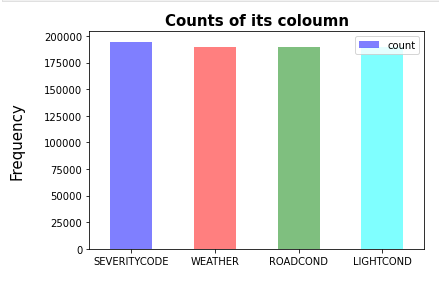 Counts of its coloumn
count
Frequency
200000
175000
150000
125000
100000
75000
50000
25000
0
SEVERITYCODE WEATHER ROADCOND LIGHTCOND